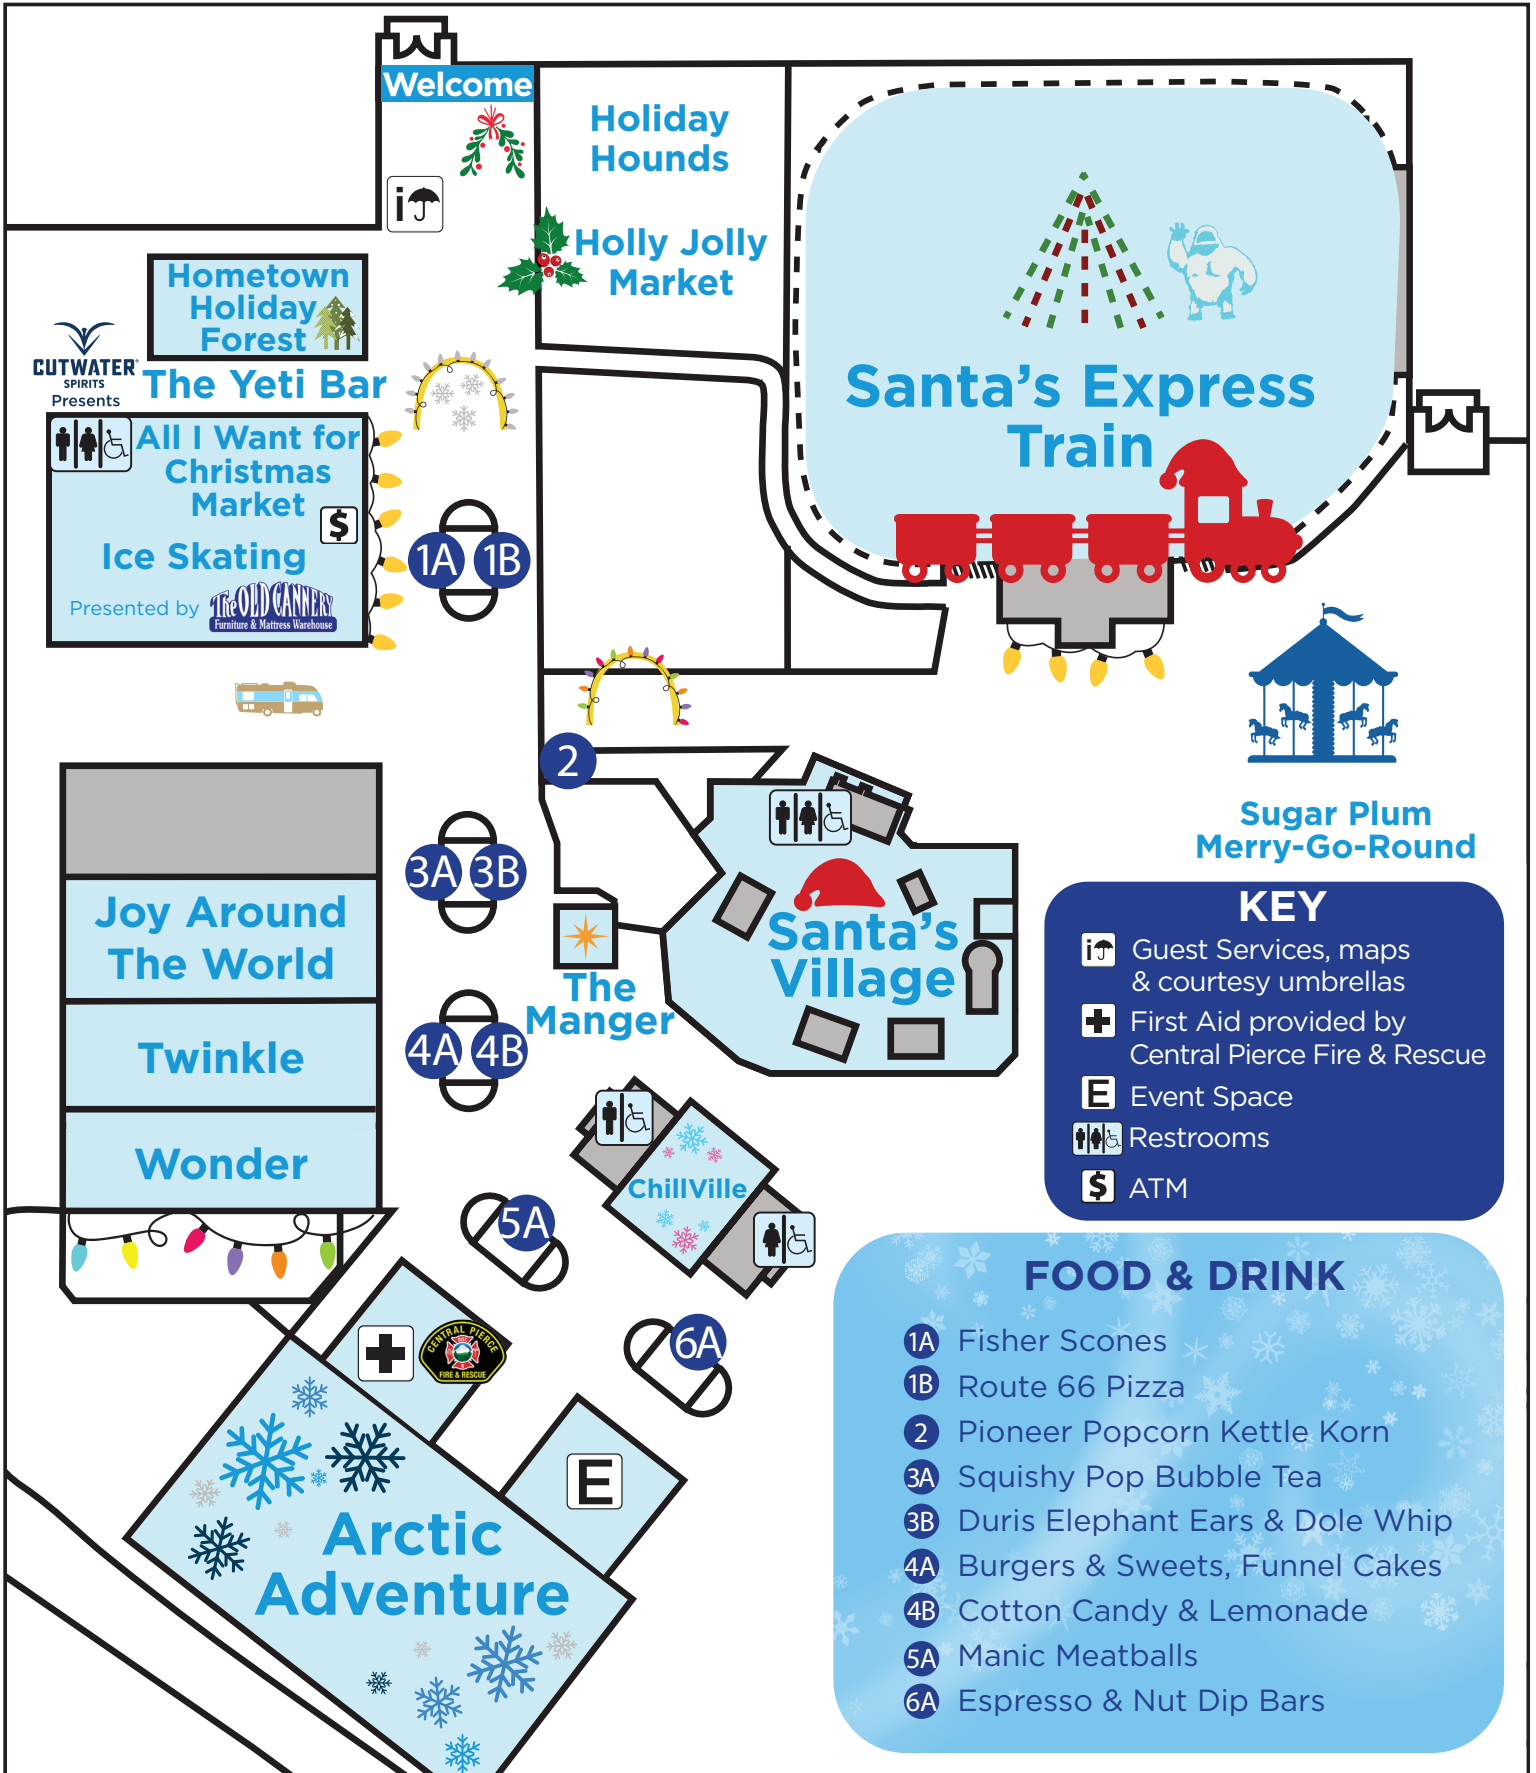 Welcome
Holiday
Hounds
i
Holly Jolly
Market
Hometown
Holiday
Forest
CUTWATER
SPIRITS
Presents
The Yeti Bar
Santa's Express
Train
All I Want for
Christmas
Market
$
Ice Skating
Presented by
The OLD CANNERY
Furniture & Mattress Warehouse
1A
1B
2
Sugar Plum
Merry-Go-Round
3A
3B
Joy Around
The World
Santa's
Village
The
Manger
Twinkle
4A
4B
Wonder
ChillVille
5A
6A
CENTRAL PIERCE
FIRE & RESCUE
E
Arctic
Adventure
KEY
i
Guest Services, maps
& courtesy umbrellas
First Aid provided by
Central Pierce Fire & Rescue
E Event Space
Restrooms
$ ATM
FOOD & DRINK
1A Fisher Scones
1B Route 66 Pizza
2 Pioneer Popcorn Kettle Korn
3A Squishy Pop Bubble Tea
3B Duris Elephant Ears & Dole Whip
4A Burgers & Sweets, Funnel Cakes
4B Cotton Candy & Lemonade
5A Manic Meatballs
6A Espresso & Nut Dip Bars